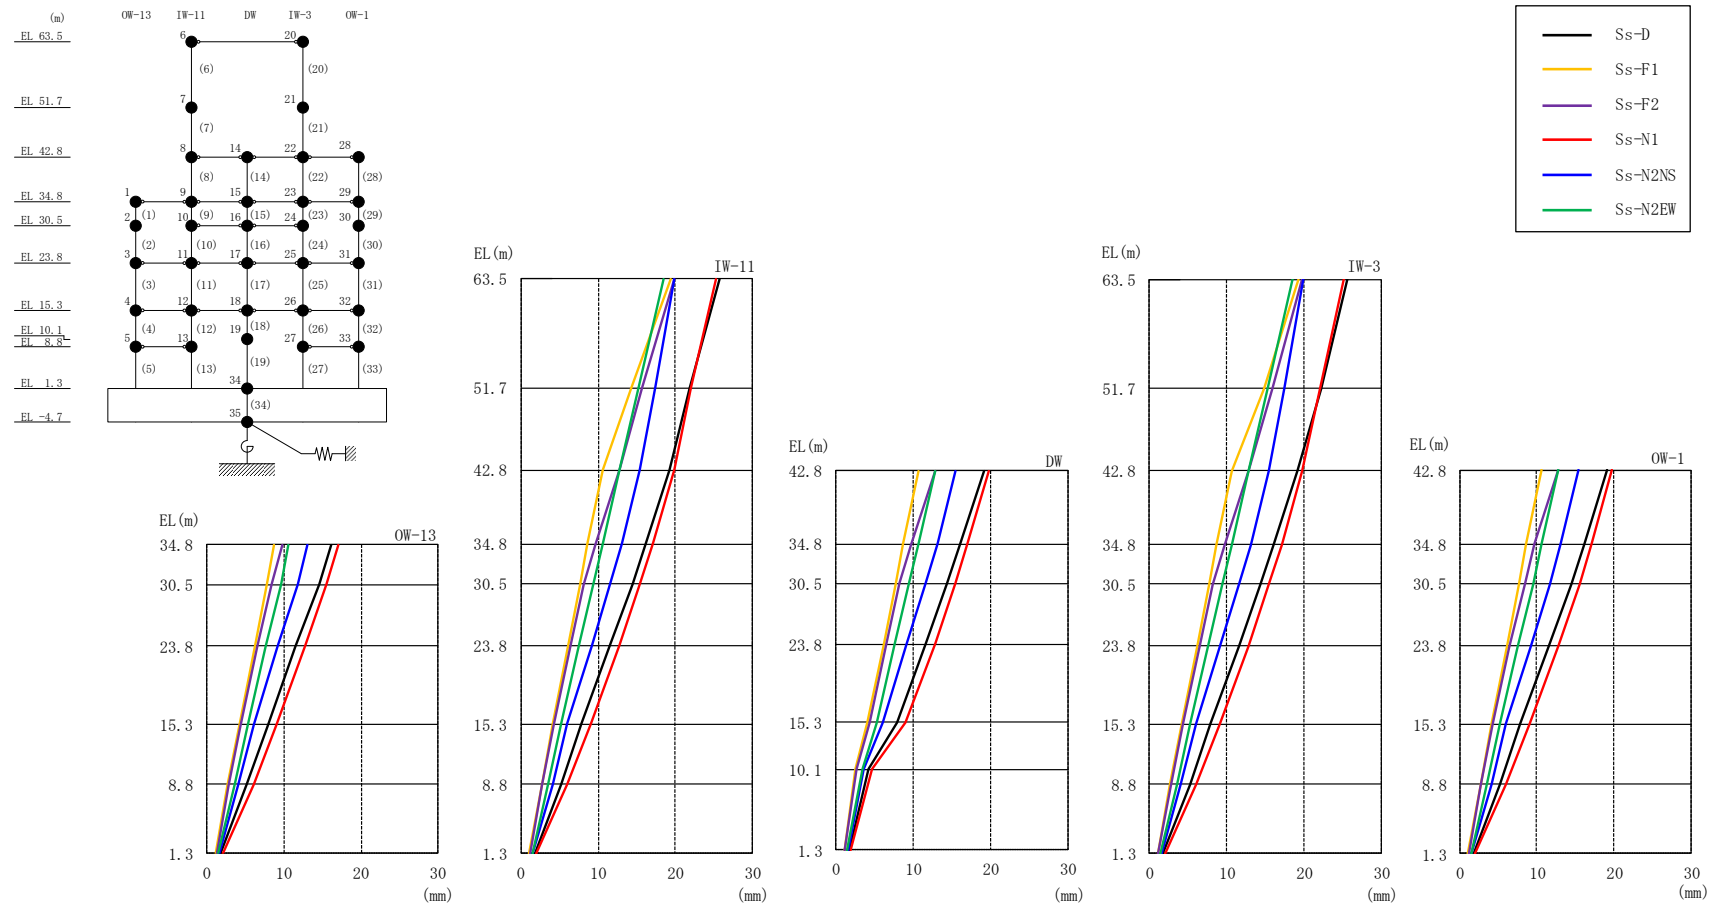 (m) OW-13 IW-11 DW IW-3 OW-1
EL 63.5 6 20
(6) (20)
EL 51.7 7 21
(7) (21)
EL 42.8 8 14 22 28
(8) (14) (22) (28)
EL 34.8 1 9 15 23 29
(1) (9) (15) (23) (29)
EL 30.5 2 10 16 24 30
(2) (10) (16) (24) (30)
EL 23.8 3 11 17 25 31
(3) (11) (17) (25) (31)
EL 15.3 4 12 18 26 32
(4) (12) (18) (26) (32)
EL 10.1 19
EL 8.8 5 13 27 33
(5) (13) (19) (27) (33)
EL 1.3 34
(34)
EL -4.7 35
Ss-D
Ss-F1
Ss-F2
Ss-N1
Ss-N2NS
Ss-N2EW
EL(m)
OW-13
34.8
30.5
23.8
15.3
8.8
1.3
0 10 20 30
(mm)
EL(m)
IW-11
63.5
51.7
42.8
34.8
30.5
23.8
15.3
8.8
1.3
0 10 20 30
(mm)
EL(m)
DW
42.8
34.8
30.5
23.8
15.3
10.1
1.3
0 10 20 30
(mm)
EL(m)
IW-3
63.5
51.7
42.8
34.8
30.5
23.8
15.3
8.8
1.3
0 10 20 30
(mm)
EL(m)
OW-1
42.8
34.8
30.5
23.8
15.3
8.8
1.3
0 10 20 30
(mm)